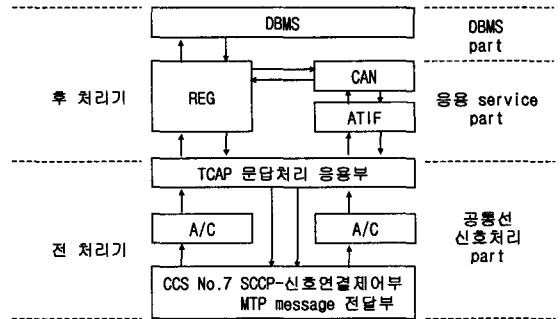 DBMS
DBMS
part
후 처리기
REG
CAN
ATIF
응용 service
part
TCAP 문답처리 응용부
전 처리기
A/C
A/C
공통선
신호처리
part
CCS No.7 SCCP-신호연결제어부
MTP message 전달부